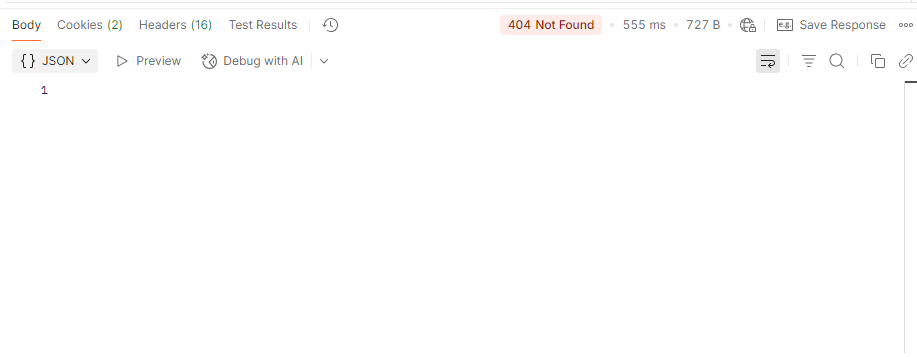 Body Cookies (2) Headers (16) Test Results 404 Not Found • 555 ms • 727 B • e.g. Save Response
{} JSON Preview Debug with AI
1